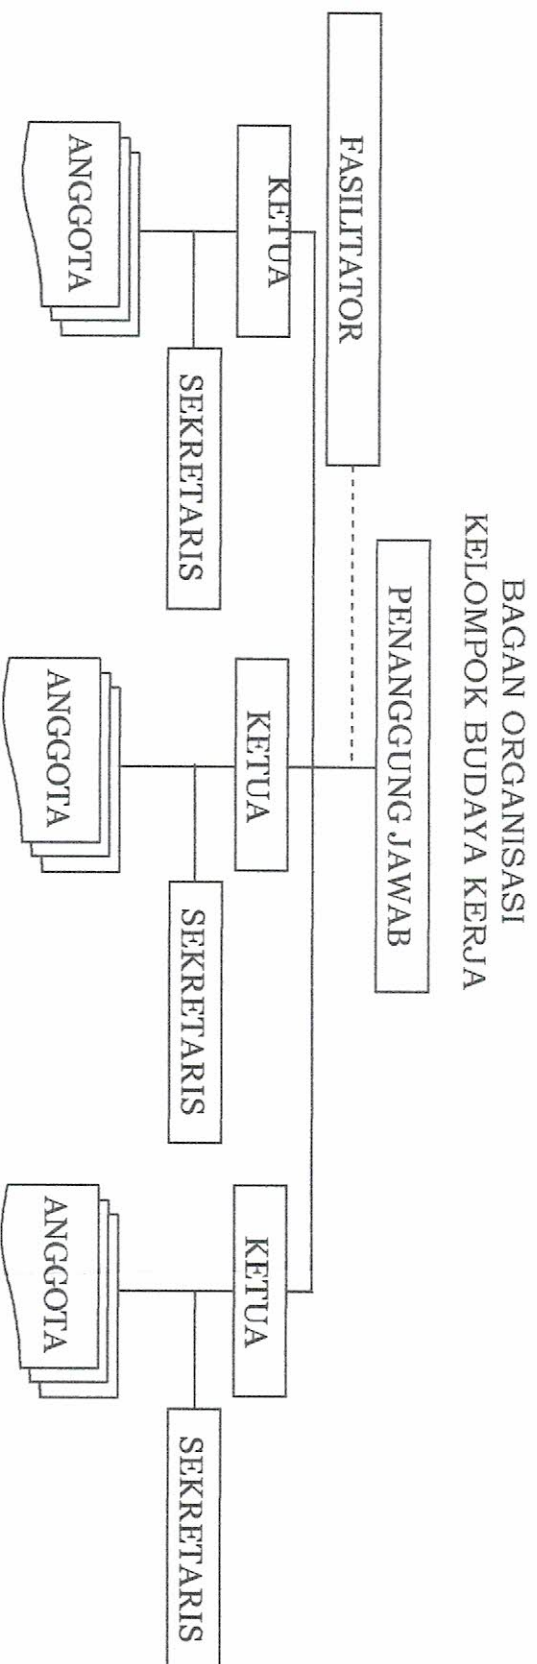 BAGAN ORGANISASI
KELOMPOK BUDAYA KERJA
PENANGGUNG JAWAB
FASILITATOR
KETUA
KETUA
KETUA
SEKRETARIS
SEKRETARIS
SEKRETARIS
ANGGOTA
ANGGOTA
ANGGOTA